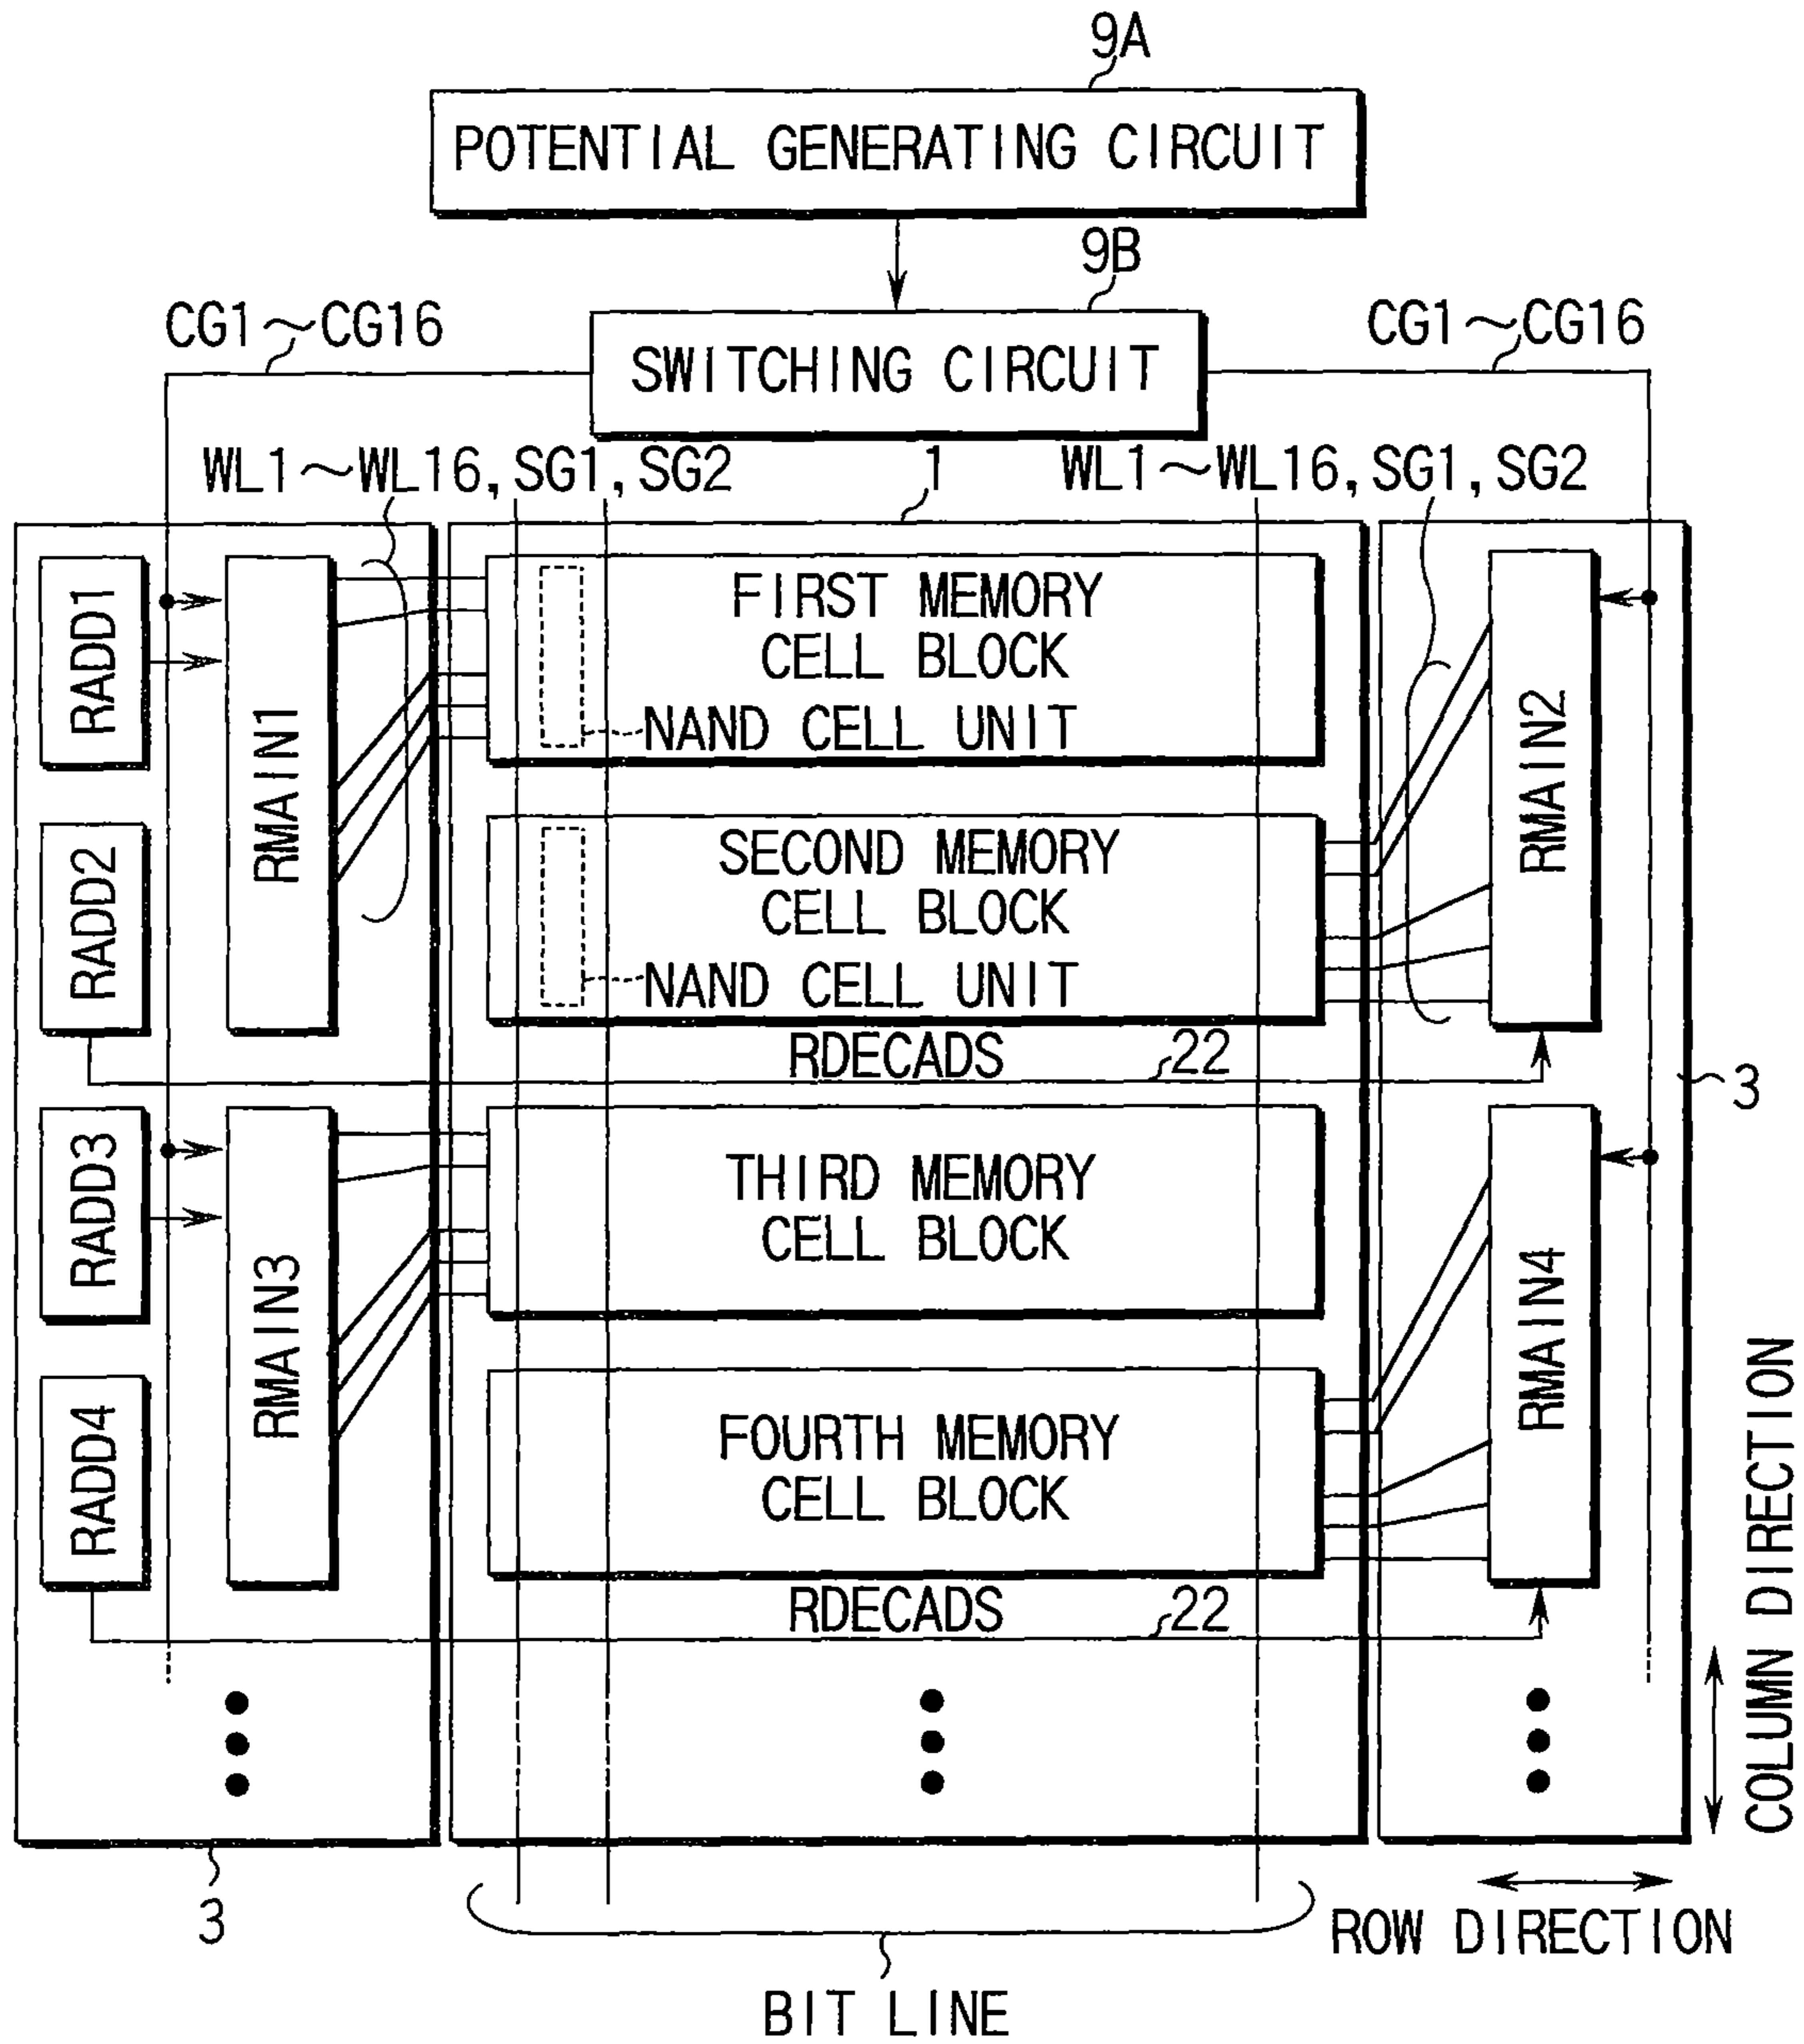 9A
POTENTIAL GENERATING CIRCUIT
9B
CG1~CG16
SWITCHING CIRCUIT
CG1~CG16
WL1~WL16, SG1, SG2
1
WL1~WL16, SG1, SG2
RADD1
RMAIN1
FIRST MEMORY
CELL BLOCK
NAND CELL UNIT
RMAIN2
RADD2
SECOND MEMORY
CELL BLOCK
NAND CELL UNIT
RDECADS
22
3
RADD3
RMAIN3
THIRD MEMORY
CELL BLOCK
RMAIN4
RADD4
FOURTH MEMORY
CELL BLOCK
RDECADS
22
COLUMN DIRECTION
3
ROW DIRECTION
BIT LINE